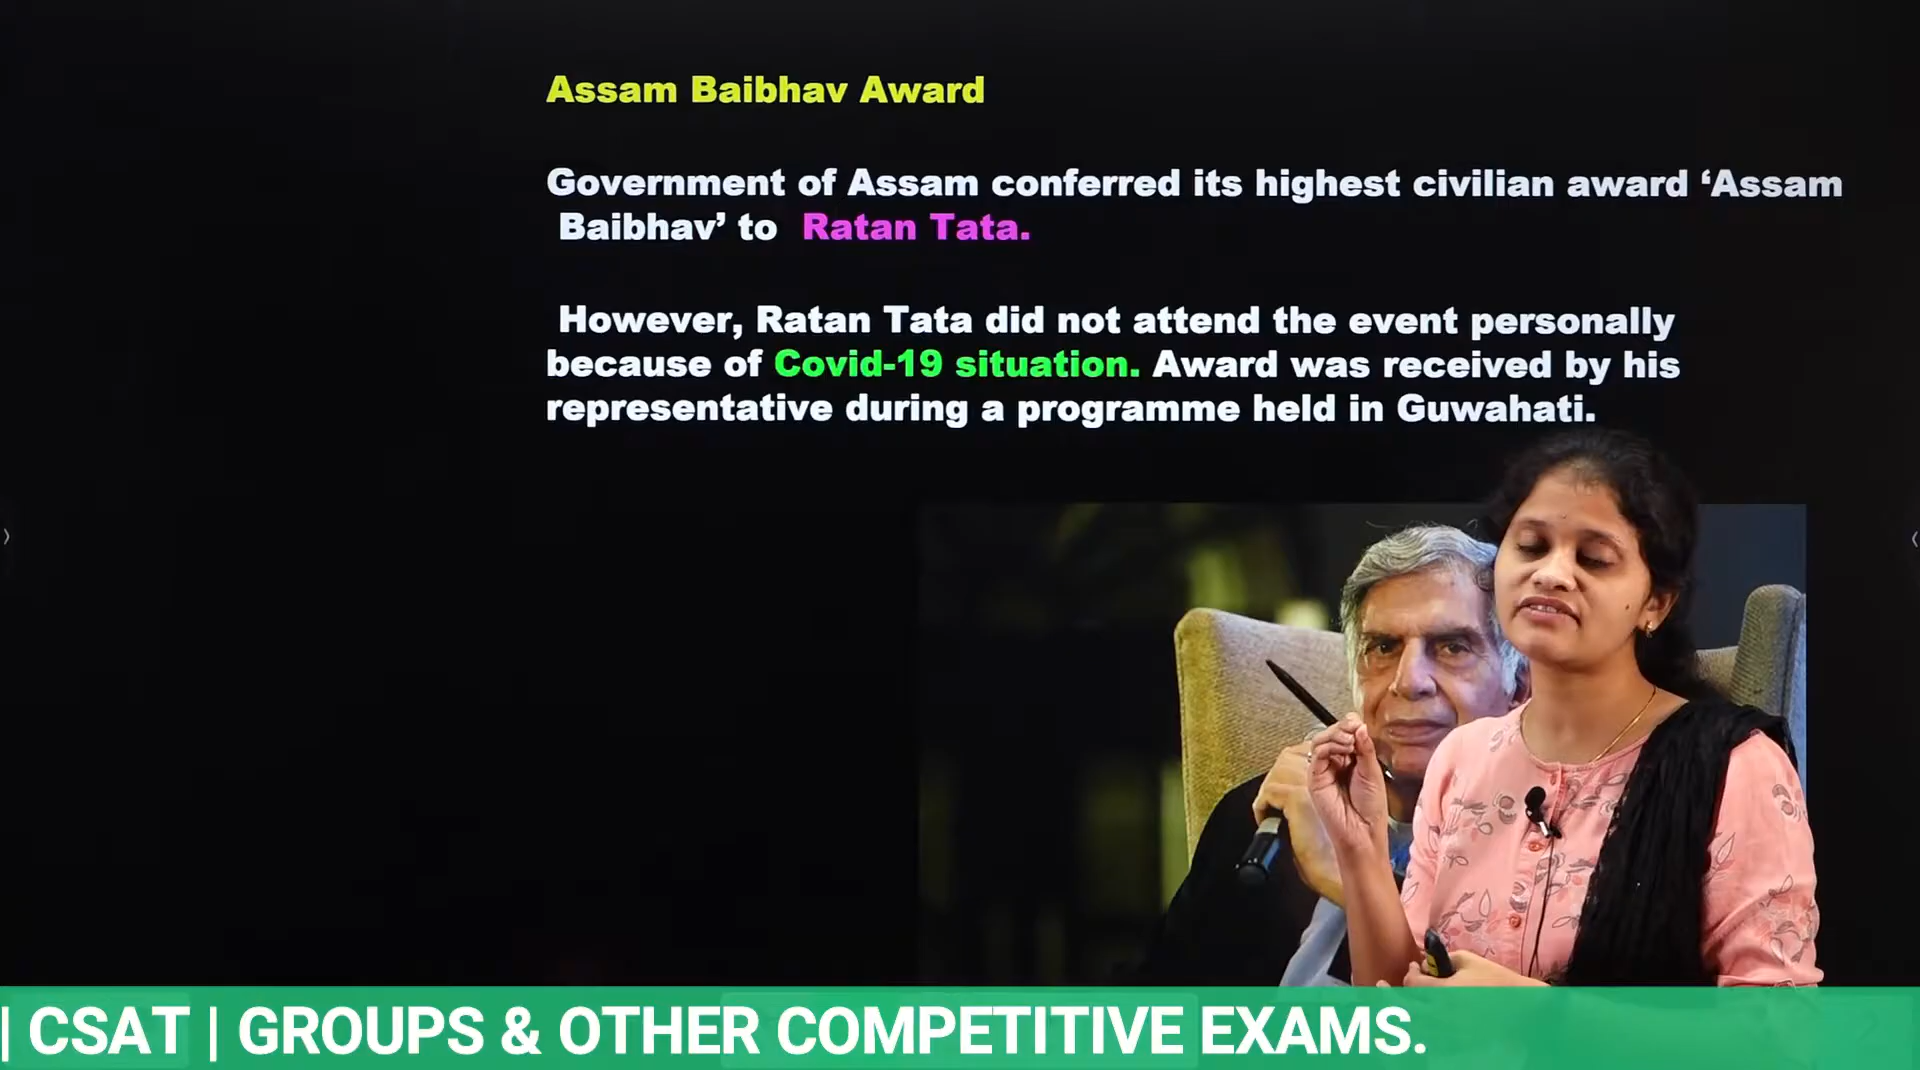 Assam Baibhav Award
Government of Assam conferred its highest civilian award ‘Assam
Baibhav’ to Ratan Tata.
However, Ratan Tata did not attend the event personally
because of Covid-19 situation. Award was received by his
representative during a programme held in Guwahati.
| CSAT | GROUPS & OTHER COMPETITIVE EXAMS.